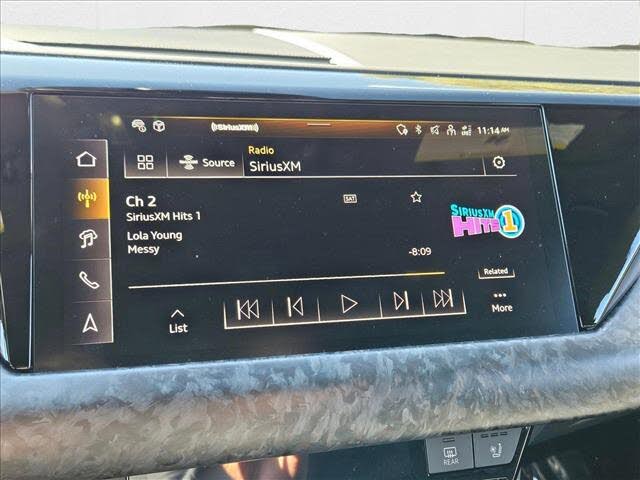 ((SiriusXM))
11:14 AM
Radio
Source
SiriusXM
Ch 2
SAT
SiriusXM Hits 1
SIRIUSXM
HITS 1
Lola Young
Messy
-8:09
Related
List
More
REAR